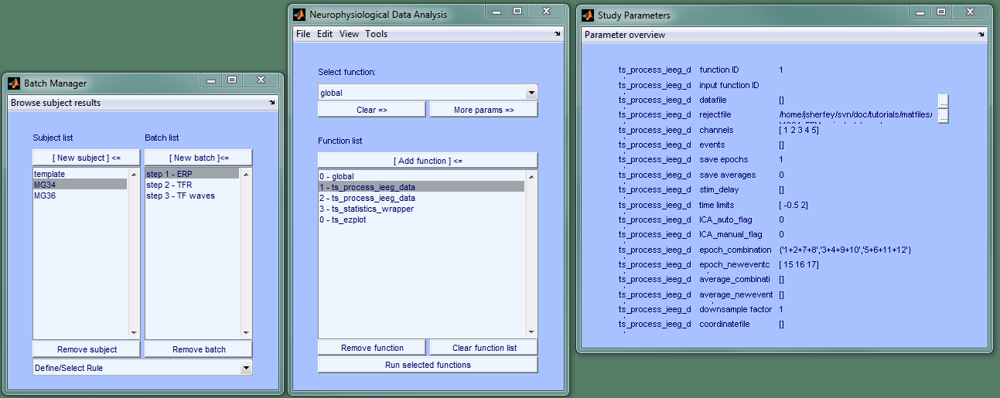 Batch Manager
Browse subject results
Subject list
Batch list
[ New subject ] <=
[ New batch ]<=
template
MG34
MG36
step 1 - ERP
step 2 - TFR
step 3 - TF waves
Remove subject
Remove batch
Define/Select Rule
Neurophysiological Data Analysis
File Edit View Tools
Select function:
global
Clear =>
More params =>
Function list
[ Add function ] <=
0 - global
1 - ts_process_ieeg_data
2 - ts_process_ieeg_data
3 - ts_statistics_wrapper
0 - ts_ezplot
Remove function
Clear function list
Run selected functions
Study Parameters
Parameter overview
ts_process_ieeg_d function ID 1
ts_process_ieeg_d input function ID
ts_process_ieeg_d datafile [] ...
ts_process_ieeg_d rejectfile /home/jsherfey/svn/doc/tutorials/matfiles/ ...
ts_process_ieeg_d channels [ 1 2 3 4 5]
ts_process_ieeg_d events []
ts_process_ieeg_d save epochs 1
ts_process_ieeg_d save averages 0
ts_process_ieeg_d stim_delay []
ts_process_ieeg_d time limits [ -0.5 2]
ts_process_ieeg_d ICA_auto_flag 0
ts_process_ieeg_d ICA_manual_flag 0
ts_process_ieeg_d epoch_combination {'1+2+7+8','3+4+9+10','5+6+11+12'}
ts_process_ieeg_d epoch_neweventc [ 15 16 17]
ts_process_ieeg_d average_combinati []
ts_process_ieeg_d average_newevent []
ts_process_ieeg_d downsample factor 1
ts_process_ieeg_d coordinatefile []